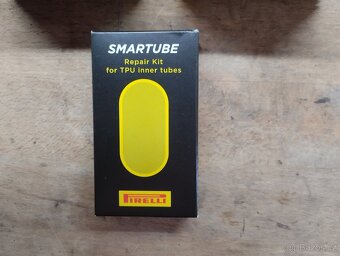 SMARTUBE
Repair Kit
for TPU inner tubes
PIRELLI